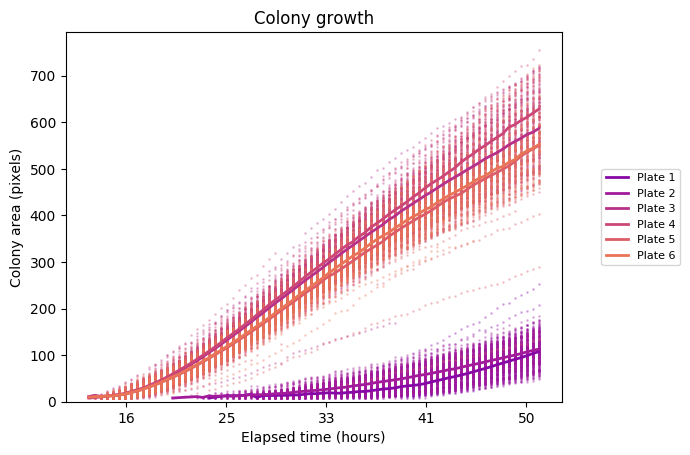 Colony growth
Colony area (pixels)
700
600
500
400
300
200
100
0
16
25
33
41
50
Elapsed time (hours)
Plate 1
Plate 2
Plate 3
Plate 4
Plate 5
Plate 6